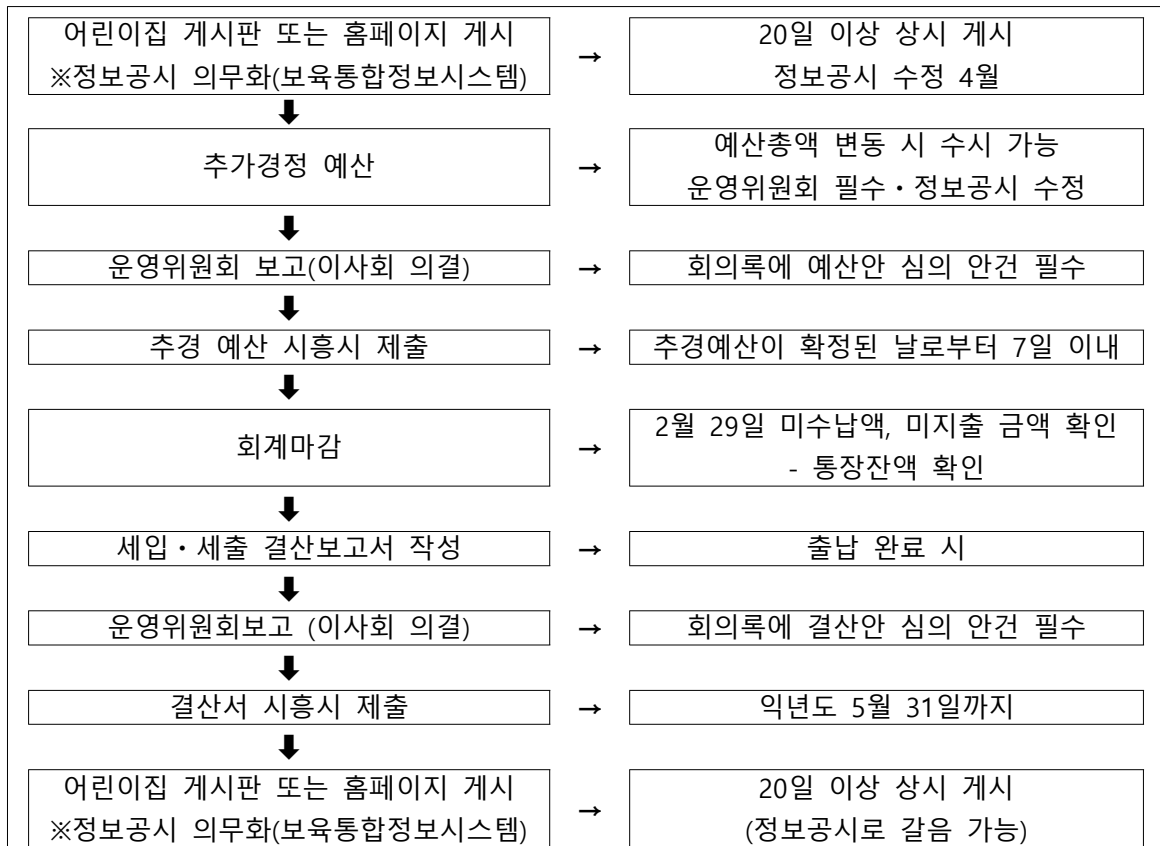 어린이집 게시판 또는 홈페이지 게시
※정보공시 의무화(보육통합정보시스템)
→
20일 이상 상시 게시
정보공시 수정 4월
⬇
추가경정 예산
→
예산총액 변동 시 수시 가능
운영위원회 필수・정보공시 수정
⬇
운영위원회 보고(이사회 의결)
→
회의록에 예산안 심의 안건 필수
⬇
추경 예산 시흥시 제출
→
추경예산이 확정된 날로부터 7일 이내
⬇
회계마감
→
2월 29일 미수납액, 미지출 금액 확인
- 통장잔액 확인
⬇
세입・세출 결산보고서 작성
→
출납 완료 시
⬇
운영위원회보고 (이사회 의결)
→
회의록에 결산안 심의 안건 필수
⬇
결산서 시흥시 제출
→
익년도 5월 31일까지
⬇
어린이집 게시판 또는 홈페이지 게시
※정보공시 의무화(보육통합정보시스템)
→
20일 이상 상시 게시
(정보공시로 갈음 가능)